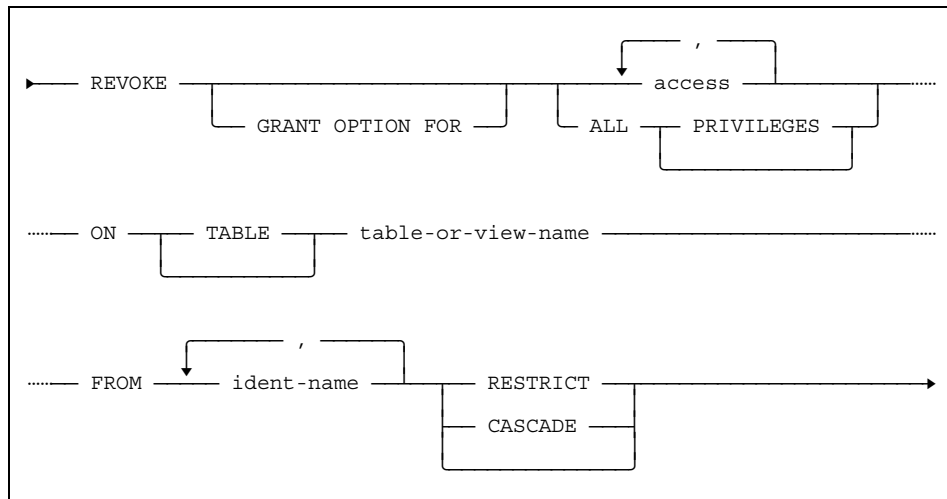 ,
REVOKE access
GRANT OPTION FOR ALL PRIVILEGES
ON TABLE table-or-view-name
,
FROM ident-name RESTRICT
CASCADE